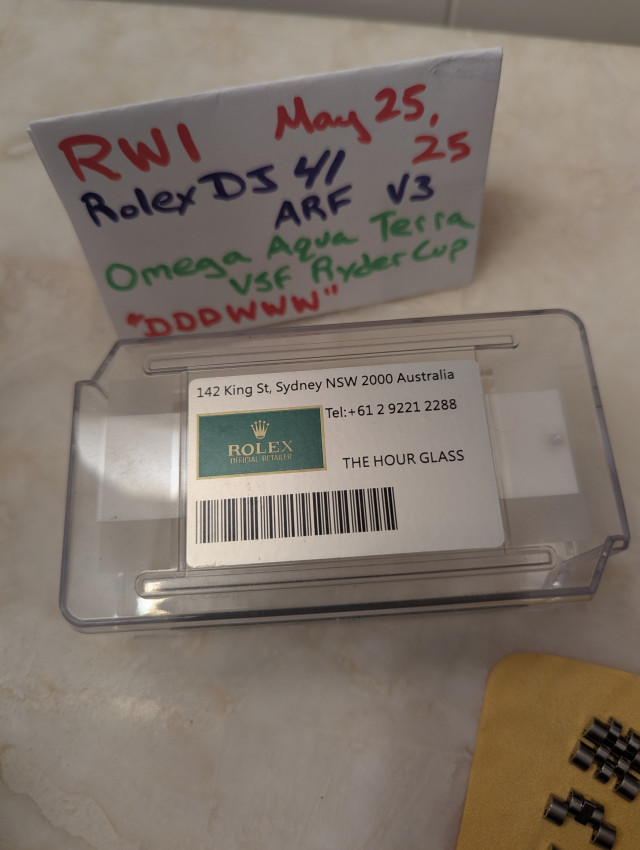 RWI May 25,
25
Rolex DJ 41
ARF V3
Omega Aqua Terra
VSF Ryder Cup
"DDDWWW"
142 King St, Sydney NSW 2000 Australia
Tel:+61 2 9221 2288
ROLEX
OFFICIAL RETAILER
THE HOUR GLASS